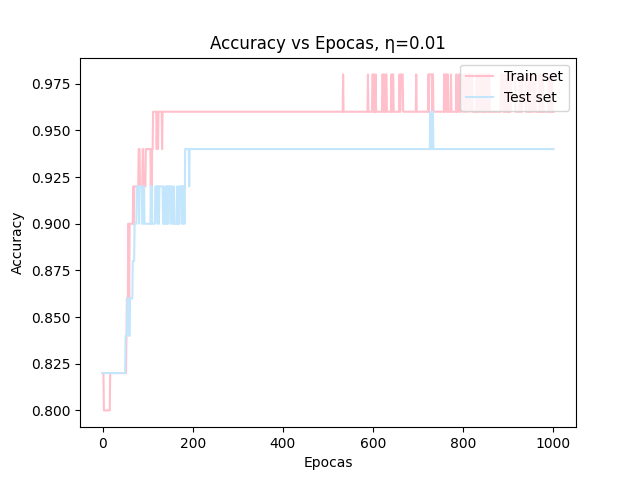 Accuracy vs Epocas, η=0.01
Train set
Test set
0.975
0.950
0.925
0.900
0.875
0.850
0.825
0.800
Accuracy
0 200 400 600 800 1000
Epocas